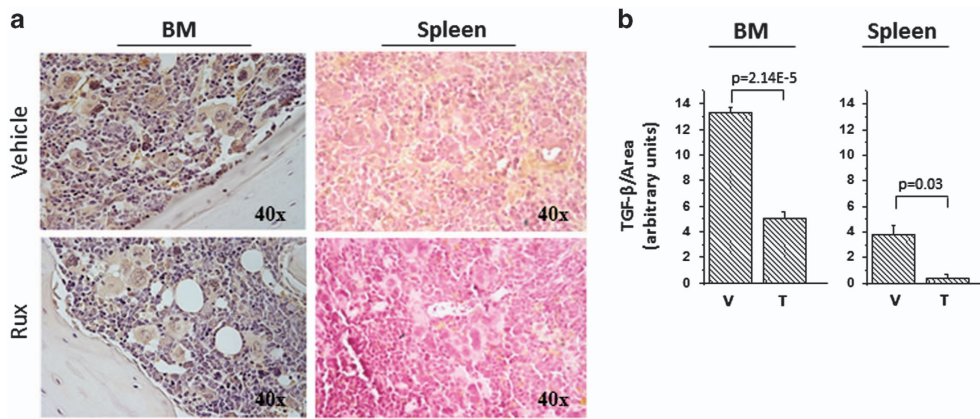 a
BM
Spleen
Vehicle
40x
40x
Rux
40x
40x
b
BM
Spleen
TGF-β/Area
(arbitrary units)
p=2.14E-5
14
12
10
8
6
4
2
0
V T
p=0.03
14
12
10
8
6
4
2
0
V T